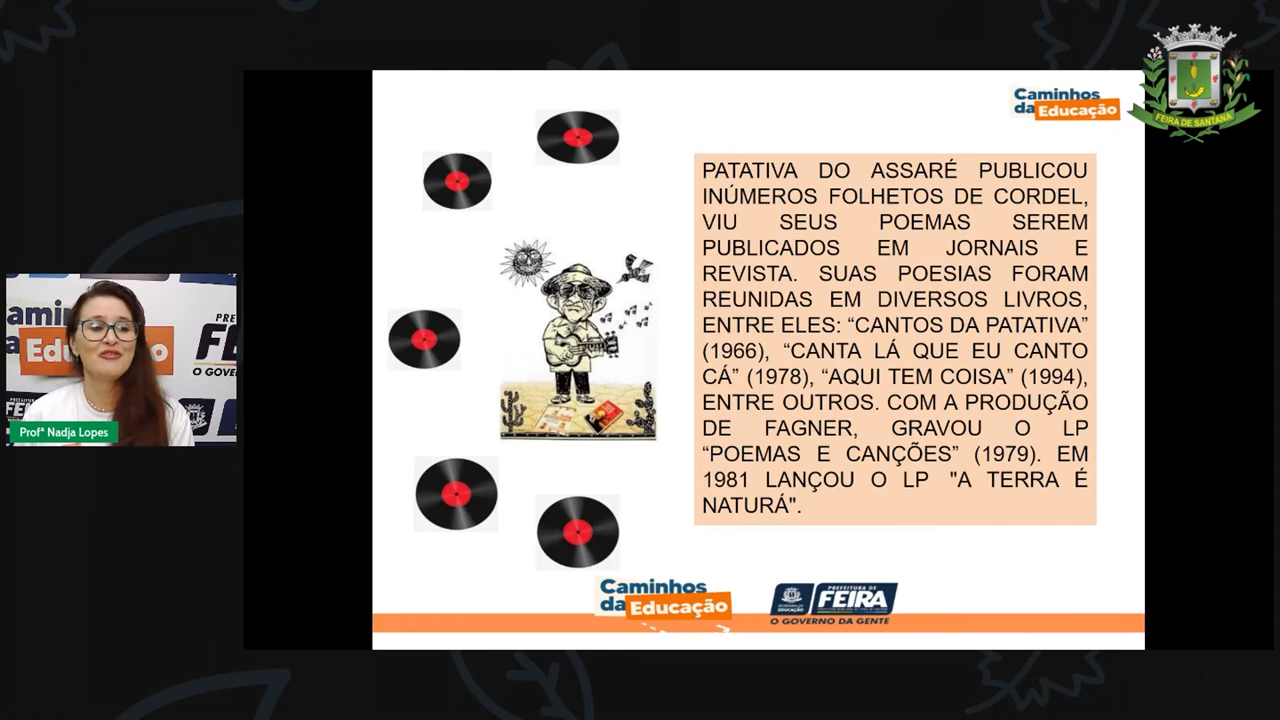 Caminhos
da Educação
FEIRA DE SANTANA
PATATIVA DO ASSARÉ PUBLICOU
INÚMEROS FOLHETOS DE CORDEL,
VIU SEUS POEMAS SEREM
PUBLICADOS EM JORNAIS E
REVISTA. SUAS POESIAS FORAM
REUNIDAS EM DIVERSOS LIVROS,
ENTRE ELES: “CANTOS DA PATATIVA”
(1966), “CANTA LÁ QUE EU CANTO
CÁ” (1978), “AQUI TEM COISA” (1994),
ENTRE OUTROS. COM A PRODUÇÃO
DE FAGNER, GRAVOU O LP
“POEMAS E CANÇÕES” (1979). EM
1981 LANÇOU O LP "A TERRA É
NATURÁ".
Profª Nadja Lopes
Caminhos
da Educação
PREFEITURA DE
FEIRA
O GOVERNO DA GENTE